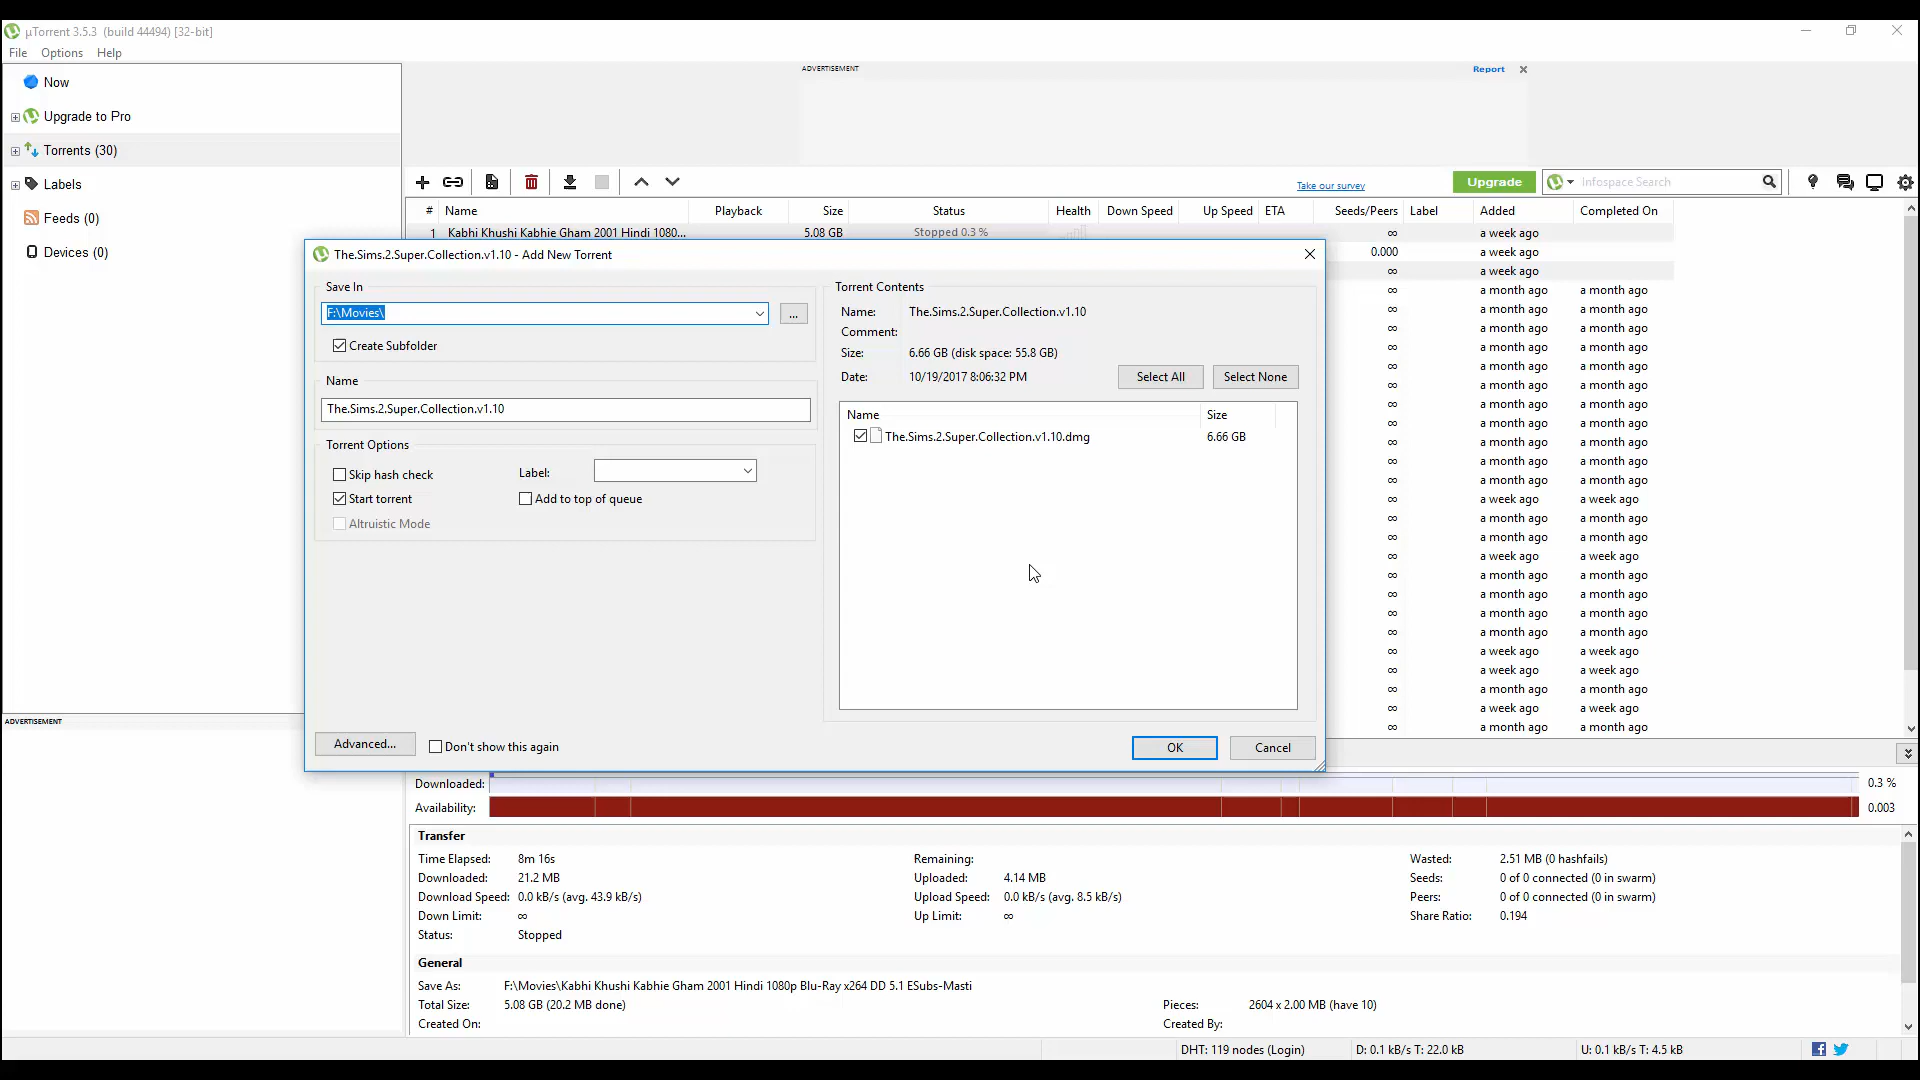 µTorrent 3.5.3 (build 44494) [32-bit]
File Options Help
Now
Upgrade to Pro
Torrents (30)
Labels
Feeds (0)
Devices (0)
ADVERTISEMENT
ADVERTISEMENT Report
Take our survey Upgrade Infospace Search
# Name Playback Size Status Health Down Speed Up Speed ETA Seeds/Peers Label Added Completed On
1 Kabhi Khushi Kabhie Gham 2001 Hindi 1080... 5.08 GB Stopped 0.3 % ∞ a week ago
0.000 a week ago
∞ a week ago
∞ a month ago a month ago
∞ a month ago a month ago
∞ a month ago a month ago
∞ a month ago a month ago
∞ a month ago a month ago
∞ a month ago a month ago
∞ a month ago a month ago
∞ a month ago a month ago
∞ a month ago a month ago
∞ a month ago a month ago
∞ a month ago a month ago
∞ a week ago a week ago
∞ a month ago a month ago
∞ a month ago a month ago
∞ a week ago a week ago
∞ a month ago a month ago
∞ a month ago a month ago
∞ a month ago a month ago
∞ a month ago a month ago
∞ a week ago a week ago
∞ a week ago a week ago
∞ a month ago a month ago
∞ a week ago a week ago
∞ a month ago a month ago
The.Sims.2.Super.Collection.v1.10 - Add New Torrent
Save In
F:\Movies\
...
Create Subfolder
Name
The.Sims.2.Super.Collection.v1.10
Torrent Options
Skip hash check Label:
Start torrent Add to top of queue
Altruistic Mode
Advanced... Don't show this again
Torrent Contents
Name: The.Sims.2.Super.Collection.v1.10
Comment:
Size: 6.66 GB (disk space: 55.8 GB)
Date: 10/19/2017 8:06:32 PM Select All Select None
Name Size
The.Sims.2.Super.Collection.v1.10.dmg 6.66 GB
OK Cancel
Downloaded: 0.3 %
Availability: 0.003
Transfer
Time Elapsed: 8m 16s Remaining: Wasted: 2.51 MB (0 hashfails)
Downloaded: 21.2 MB Uploaded: 4.14 MB Seeds: 0 of 0 connected (0 in swarm)
Download Speed: 0.0 kB/s (avg. 43.9 kB/s) Upload Speed: 0.0 kB/s (avg. 8.5 kB/s) Peers: 0 of 0 connected (0 in swarm)
Down Limit: ∞ Up Limit: ∞ Share Ratio: 0.194
Status: Stopped
General
Save As: F:\Movies\Kabhi Khushi Kabhie Gham 2001 Hindi 1080p Blu-Ray x264 DD 5.1 ESubs-Masti
Total Size: 5.08 GB (20.2 MB done) Pieces: 2604 x 2.00 MB (have 10)
Created On: Created By:
DHT: 119 nodes (Login) D: 0.1 kB/s T: 22.0 kB U: 0.1 kB/s T: 4.5 kB